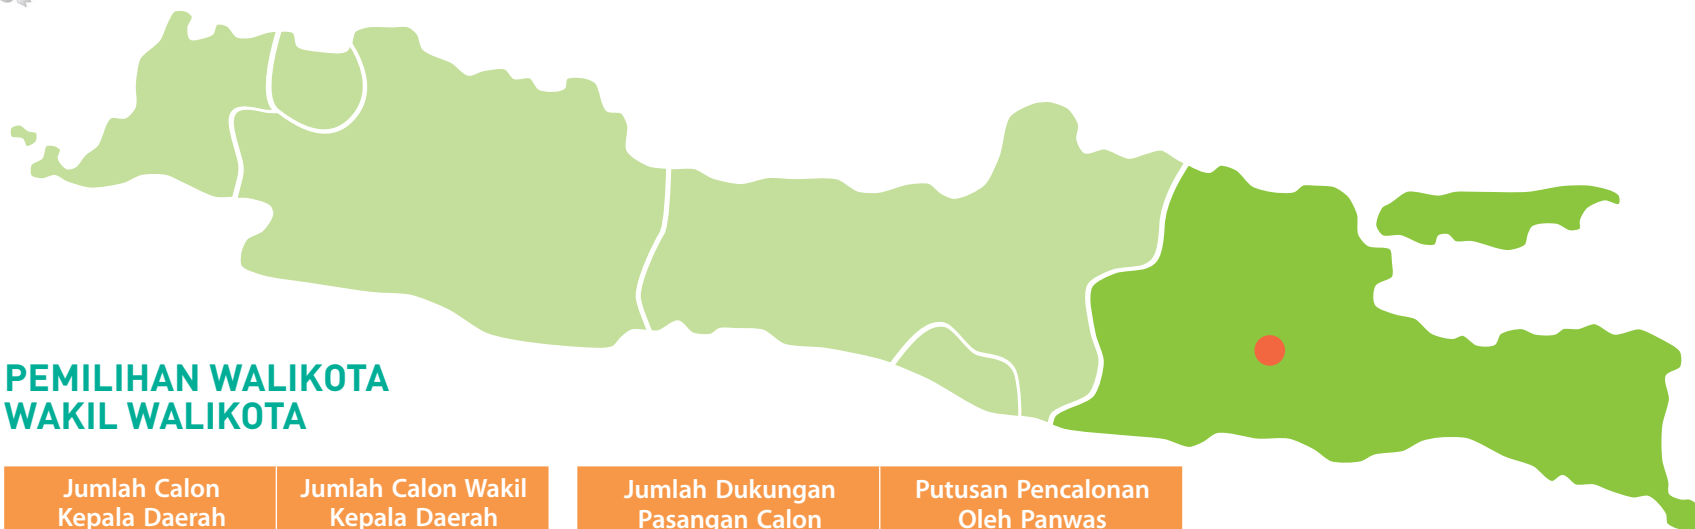 PEMILIHAN WALIKOTA
WAKIL WALIKOTA
Jumlah Calon
Kepala Daerah
Jumlah Calon Wakil
Kepala Daerah
Jumlah Dukungan
Pasangan Calon
Putusan Pencalonan
Oleh Panwas